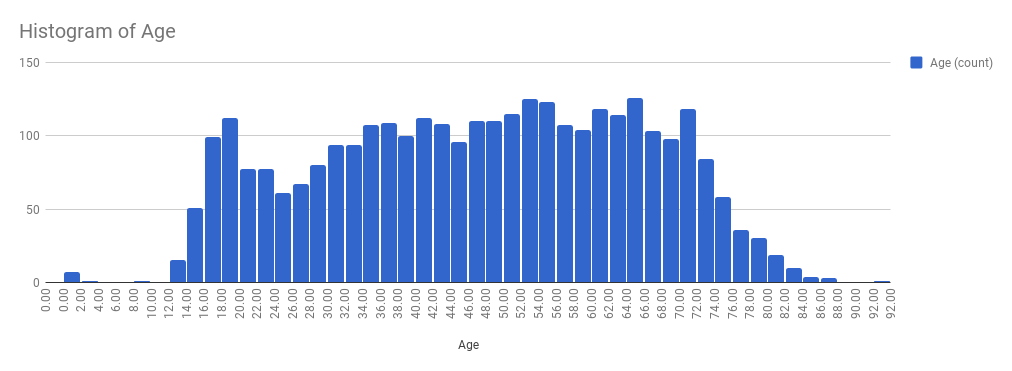 Histogram of Age
150
Age (count)
100
50
0
0.00 0.00 2.00 4.00 6.00 8.00 10.00 12.00 14.00 16.00 18.00 20.00 22.00 24.00 26.00 28.00 30.00 32.00 34.00 36.00 38.00 40.00 42.00 44.00 46.00 48.00 50.00 52.00 54.00 56.00 58.00 60.00 62.00 64.00 66.00 68.00 70.00 72.00 74.00 76.00 78.00 80.00 82.00 84.00 86.00 88.00 90.00 92.00 92.00
Age